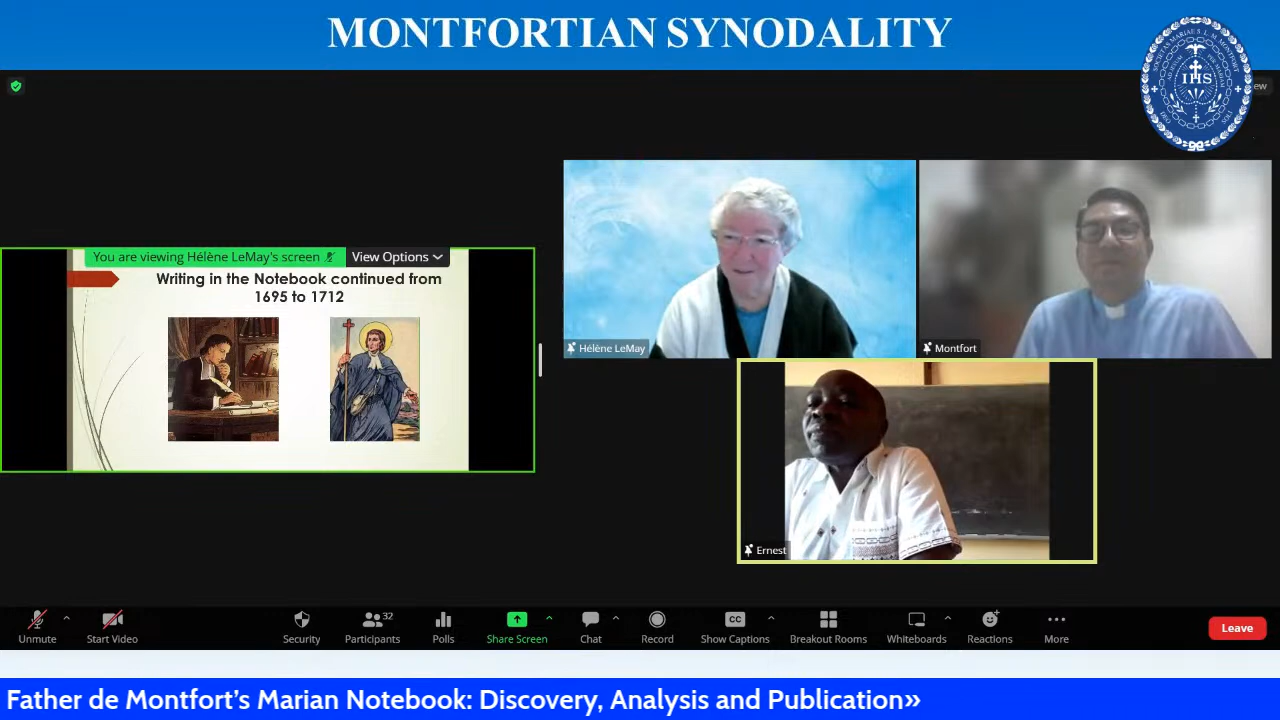 MONTFORTIAN SYNODALITY
IHS
ew
You are viewing Hélène LeMay's screen
View Options
Writing in the Notebook continued from
1695 to 1712
Hélène LeMay
Montfort
Ernest
Unmute
Start Video
Security
32
Participants
Polls
Share Screen
Chat
Record
CC
Show Captions
Breakout Rooms
Whiteboards
Reactions
More
Leave
Father de Montfort’s Marian Notebook: Discovery, Analysis and Publication»